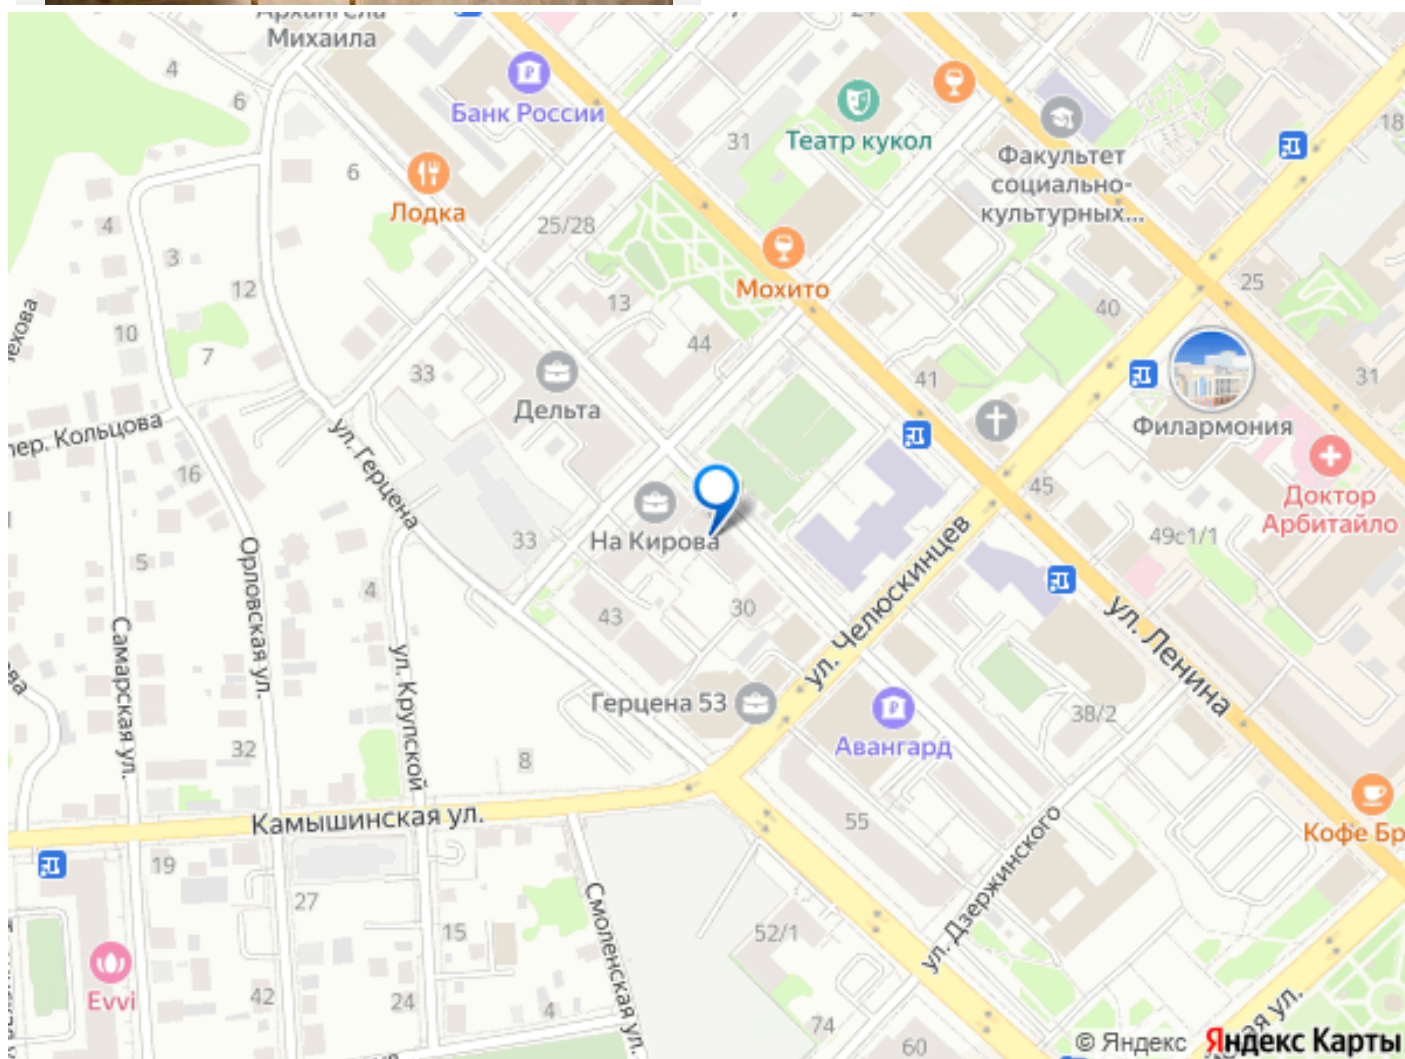 Архангела
Михаила
4
6
Банк России
31
Театр кукол
Факультет
социально-
культурных...
18
6
Лодка
25/28
4
3
12
13
Мохито
40
25
10
7
44
33
41
31
Дельта
Филармония
пер. Кольцова
ул. Герцена
16
45
Доктор
Арбитайло
49с1/1
33
На Кирова
5
Орловская ул.
4
43
30
ул. Челюскинцев
ул. Ленина
Самарская ул.
ул. Крупской
Герцена 53
38/2
Авангард
32
8
Камышинская ул.
55
Кофе Бр
19
27
ул. Дзержинского
Смоленская ул.
15
52/1
Evvi
42
24
4
74
60
© Яндекс
Яндекс Карты